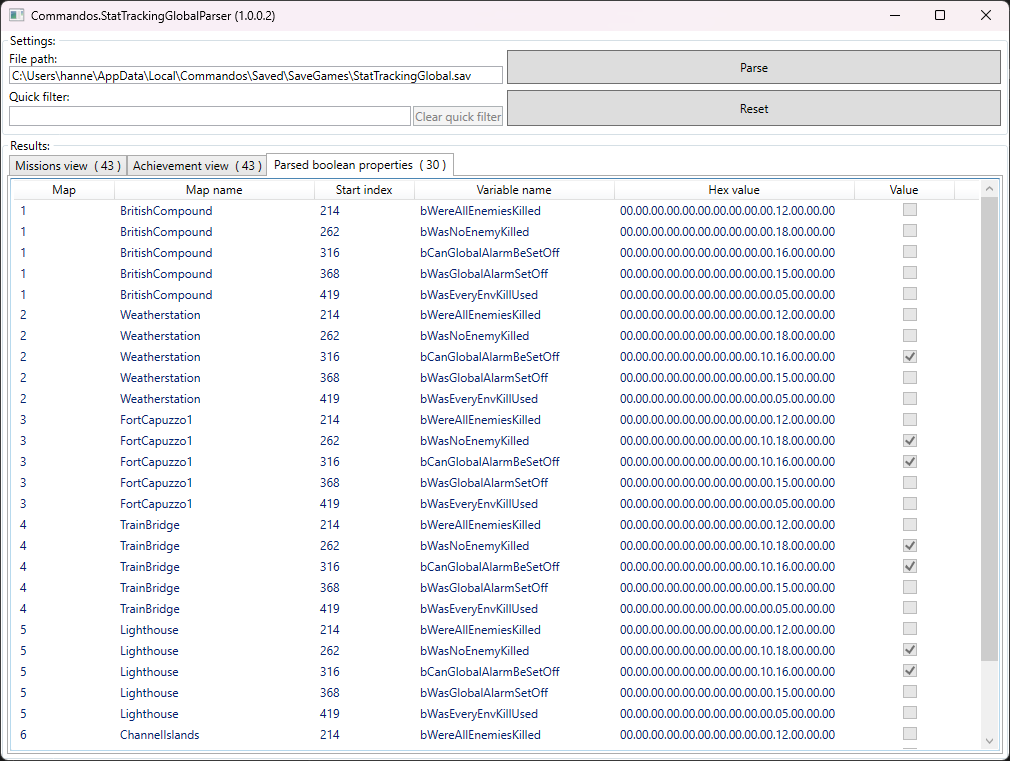 Commandos.StatTrackingGlobalParser (1.0.0.2)
Settings:
File path:
C:\Users\hanne\AppData\Local\Commandos\Saved\SaveGames\StatTrackingGlobal.sav
Parse
Quick filter:
Clear quick filter
Reset
Results:
Missions view ( 43 ) Achievement view ( 43 ) Parsed boolean properties ( 30 )
Map Map name Start index Variable name Hex value Value
1 BritishCompound 214 bWereAllEnemiesKilled 00.00.00.00.00.00.00.00.00.12.00.00.00
1 BritishCompound 262 bWasNoEnemyKilled 00.00.00.00.00.00.00.00.00.18.00.00.00
1 BritishCompound 316 bCanGlobalAlarmBeSetOff 00.00.00.00.00.00.00.00.00.16.00.00.00
1 BritishCompound 368 bWasGlobalAlarmSetOff 00.00.00.00.00.00.00.00.00.15.00.00.00
1 BritishCompound 419 bWasEveryEnvKillUsed 00.00.00.00.00.00.00.00.00.05.00.00.00
2 Weatherstation 214 bWereAllEnemiesKilled 00.00.00.00.00.00.00.00.00.12.00.00.00
2 Weatherstation 262 bWasNoEnemyKilled 00.00.00.00.00.00.00.00.00.18.00.00.00
2 Weatherstation 316 bCanGlobalAlarmBeSetOff 00.00.00.00.00.00.00.00.10.16.00.00.00
2 Weatherstation 368 bWasGlobalAlarmSetOff 00.00.00.00.00.00.00.00.00.15.00.00.00
2 Weatherstation 419 bWasEveryEnvKillUsed 00.00.00.00.00.00.00.00.00.05.00.00.00
3 FortCapuzzo1 214 bWereAllEnemiesKilled 00.00.00.00.00.00.00.00.00.12.00.00.00
3 FortCapuzzo1 262 bWasNoEnemyKilled 00.00.00.00.00.00.00.00.10.18.00.00.00
3 FortCapuzzo1 316 bCanGlobalAlarmBeSetOff 00.00.00.00.00.00.00.00.10.16.00.00.00
3 FortCapuzzo1 368 bWasGlobalAlarmSetOff 00.00.00.00.00.00.00.00.00.15.00.00.00
3 FortCapuzzo1 419 bWasEveryEnvKillUsed 00.00.00.00.00.00.00.00.00.05.00.00.00
4 TrainBridge 214 bWereAllEnemiesKilled 00.00.00.00.00.00.00.00.00.12.00.00.00
4 TrainBridge 262 bWasNoEnemyKilled 00.00.00.00.00.00.00.00.10.18.00.00.00
4 TrainBridge 316 bCanGlobalAlarmBeSetOff 00.00.00.00.00.00.00.00.10.16.00.00.00
4 TrainBridge 368 bWasGlobalAlarmSetOff 00.00.00.00.00.00.00.00.00.15.00.00.00
4 TrainBridge 419 bWasEveryEnvKillUsed 00.00.00.00.00.00.00.00.00.05.00.00.00
5 Lighthouse 214 bWereAllEnemiesKilled 00.00.00.00.00.00.00.00.00.12.00.00.00
5 Lighthouse 262 bWasNoEnemyKilled 00.00.00.00.00.00.00.00.10.18.00.00.00
5 Lighthouse 316 bCanGlobalAlarmBeSetOff 00.00.00.00.00.00.00.00.10.16.00.00.00
5 Lighthouse 368 bWasGlobalAlarmSetOff 00.00.00.00.00.00.00.00.00.15.00.00.00
5 Lighthouse 419 bWasEveryEnvKillUsed 00.00.00.00.00.00.00.00.00.05.00.00.00
6 ChannelIslands 214 bWereAllEnemiesKilled 00.00.00.00.00.00.00.00.00.12.00.00.00